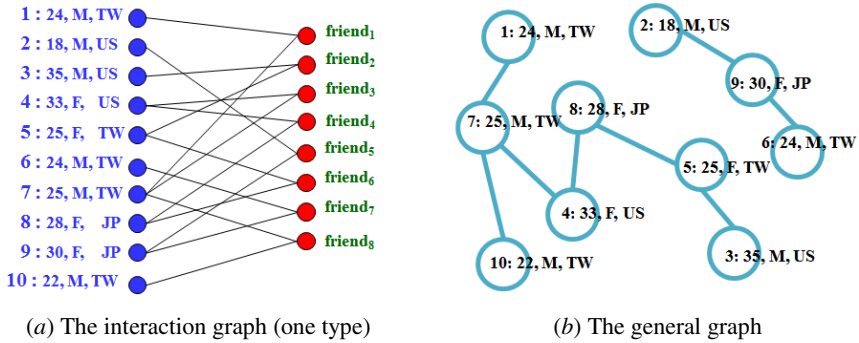 1 : 24, M, TW
2 : 18, M, US
3 : 35, M, US
4 : 33, F, US
5 : 25, F, TW
6 : 24, M, TW
7 : 25, M, TW
8 : 28, F, JP
9 : 30, F, JP
10 : 22, M, TW
friend1
friend2
friend3
friend4
friend5
friend6
friend7
friend8
(a) The interaction graph (one type)
1: 24, M, TW
2: 18, M, US
9: 30, F, JP
7: 25, M, TW
8: 28, F, JP
6: 24, M, TW
5: 25, F, TW
4: 33, F, US
10: 22, M, TW
3: 35, M, US
(b) The general graph